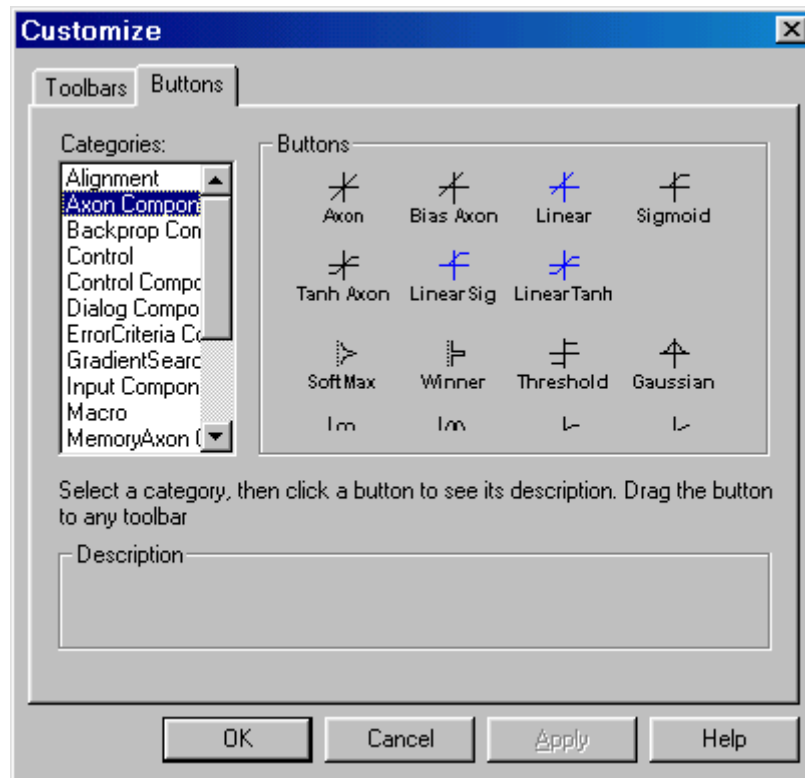 Customize
Toolbars Buttons
Categories:
Alignment
Axon Compon
Backprop Con
Control
Control Compo
Dialog Compo
ErrorCriteria Co
GradientSearc
Input Compon
Macro
MemoryAxon (
Buttons
Axon Bias Axon Linear Sigmoid
Tanh Axon LinearSig LinearTanh
SoftMax Winner Threshold Gaussian
Select a category, then click a button to see its description. Drag the button
to any toolbar
Description
OK Cancel Apply Help